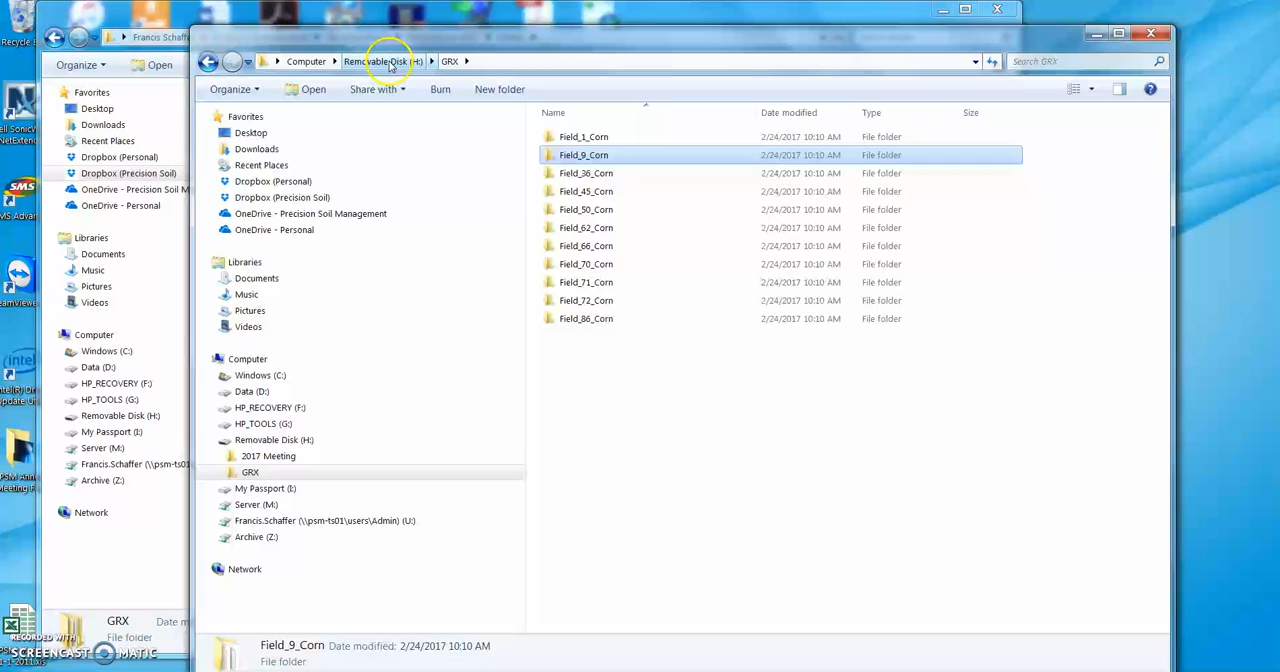 Recycle B
Francis Schaffe
Organize
Open
Favorites
Desktop
Downloads
Recent Places
Dropbox (Personal)
Dropbox (Precision Soil)
OneDrive - Precision Soil M
OneDrive - Personal
Libraries
Documents
Music
Pictures
Videos
Computer
Windows (C:)
Data (D:)
HP_RECOVERY (F:)
HP_TOOLS (G:)
Removable Disk (H:)
My Passport (I:)
Server (M:)
Francis.Schaffer (\\psm-ts01
Archive (Z:)
Network
GRX
Date m
File folder
ell SonicW
NetExtend
SMS
MS Advan
eamviewe
intel
ntel(R) Dri
Update Uti
PSM Ann
Meeting F
RECORDED WITH
SCREENCAST MATIC
Computer
Removable Disk (H:)
GRX
Search GRX
Organize
Open
Share with
Burn
New folder
Favorites
Desktop
Downloads
Recent Places
Dropbox (Personal)
Dropbox (Precision Soil)
OneDrive - Precision Soil Management
OneDrive - Personal
Libraries
Documents
Music
Pictures
Videos
Computer
Windows (C:)
Data (D:)
HP_RECOVERY (F:)
HP_TOOLS (G:)
Removable Disk (H:)
2017 Meeting
GRX
My Passport (I:)
Server (M:)
Francis.Schaffer (\\psm-ts01\users\Admin) (U:)
Archive (Z:)
Network
Name Date modified Type Size
Field_1_Corn 2/24/2017 10:10 AM File folder
Field_9_Corn 2/24/2017 10:10 AM File folder
Field_36_Corn 2/24/2017 10:10 AM File folder
Field_45_Corn 2/24/2017 10:10 AM File folder
Field_50_Corn 2/24/2017 10:10 AM File folder
Field_62_Corn 2/24/2017 10:10 AM File folder
Field_66_Corn 2/24/2017 10:10 AM File folder
Field_70_Corn 2/24/2017 10:10 AM File folder
Field_71_Corn 2/24/2017 10:10 AM File folder
Field_72_Corn 2/24/2017 10:10 AM File folder
Field_86_Corn 2/24/2017 10:10 AM File folder
Field_9_Corn Date modified: 2/24/2017 10:10 AM
File folder